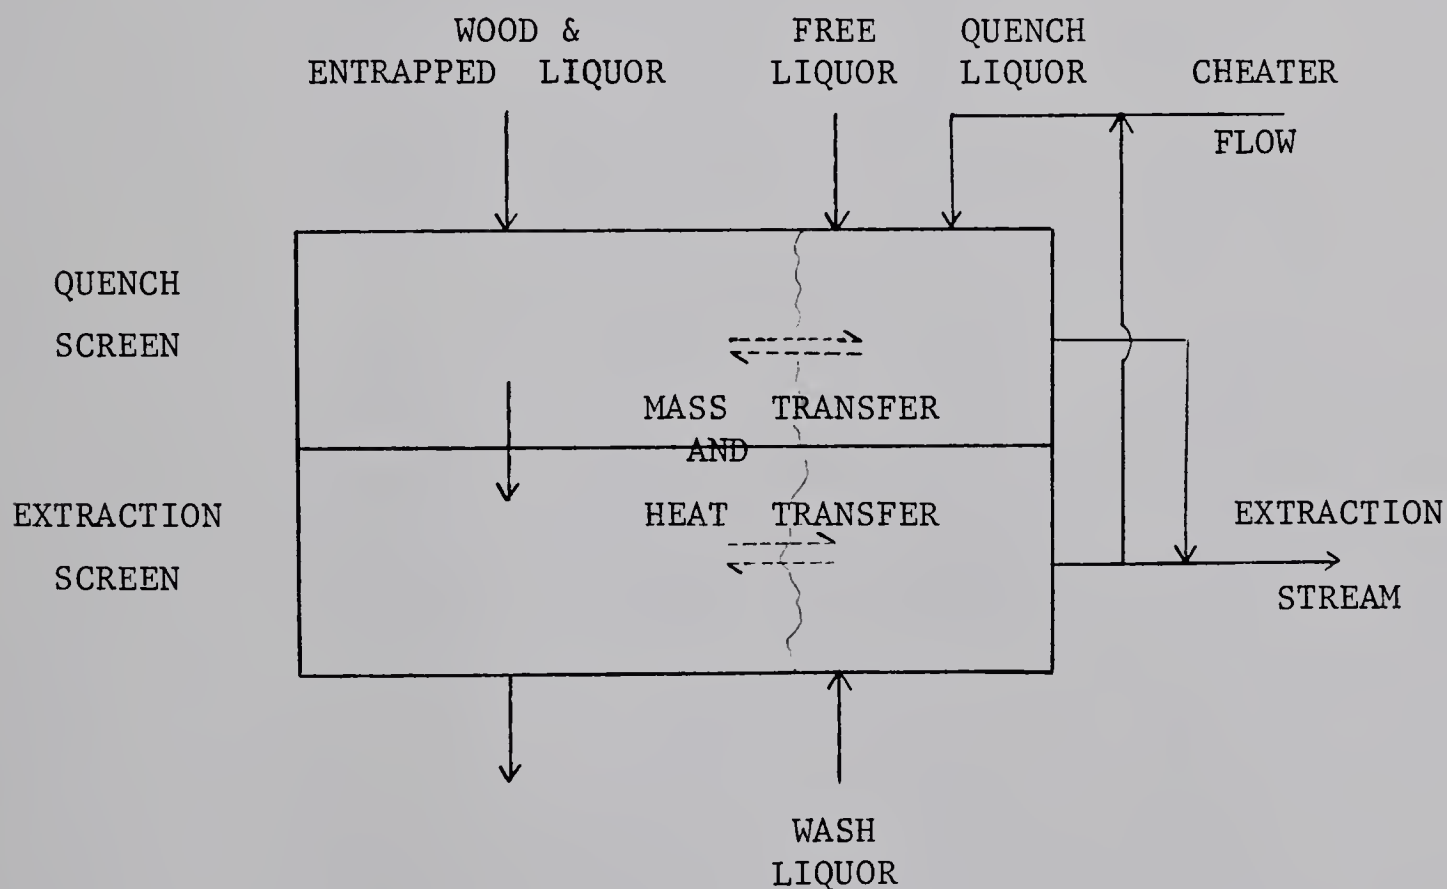 WOOD &
ENTRAPPED LIQUOR
FREE
LIQUOR
QUENCH
LIQUOR
CHEATER
FLOW
QUENCH
SCREEN
MASS TRANSFER
AND
HEAT TRANSFER
EXTRACTION
SCREEN
EXTRACTION
STREAM
WASH
LIQUOR